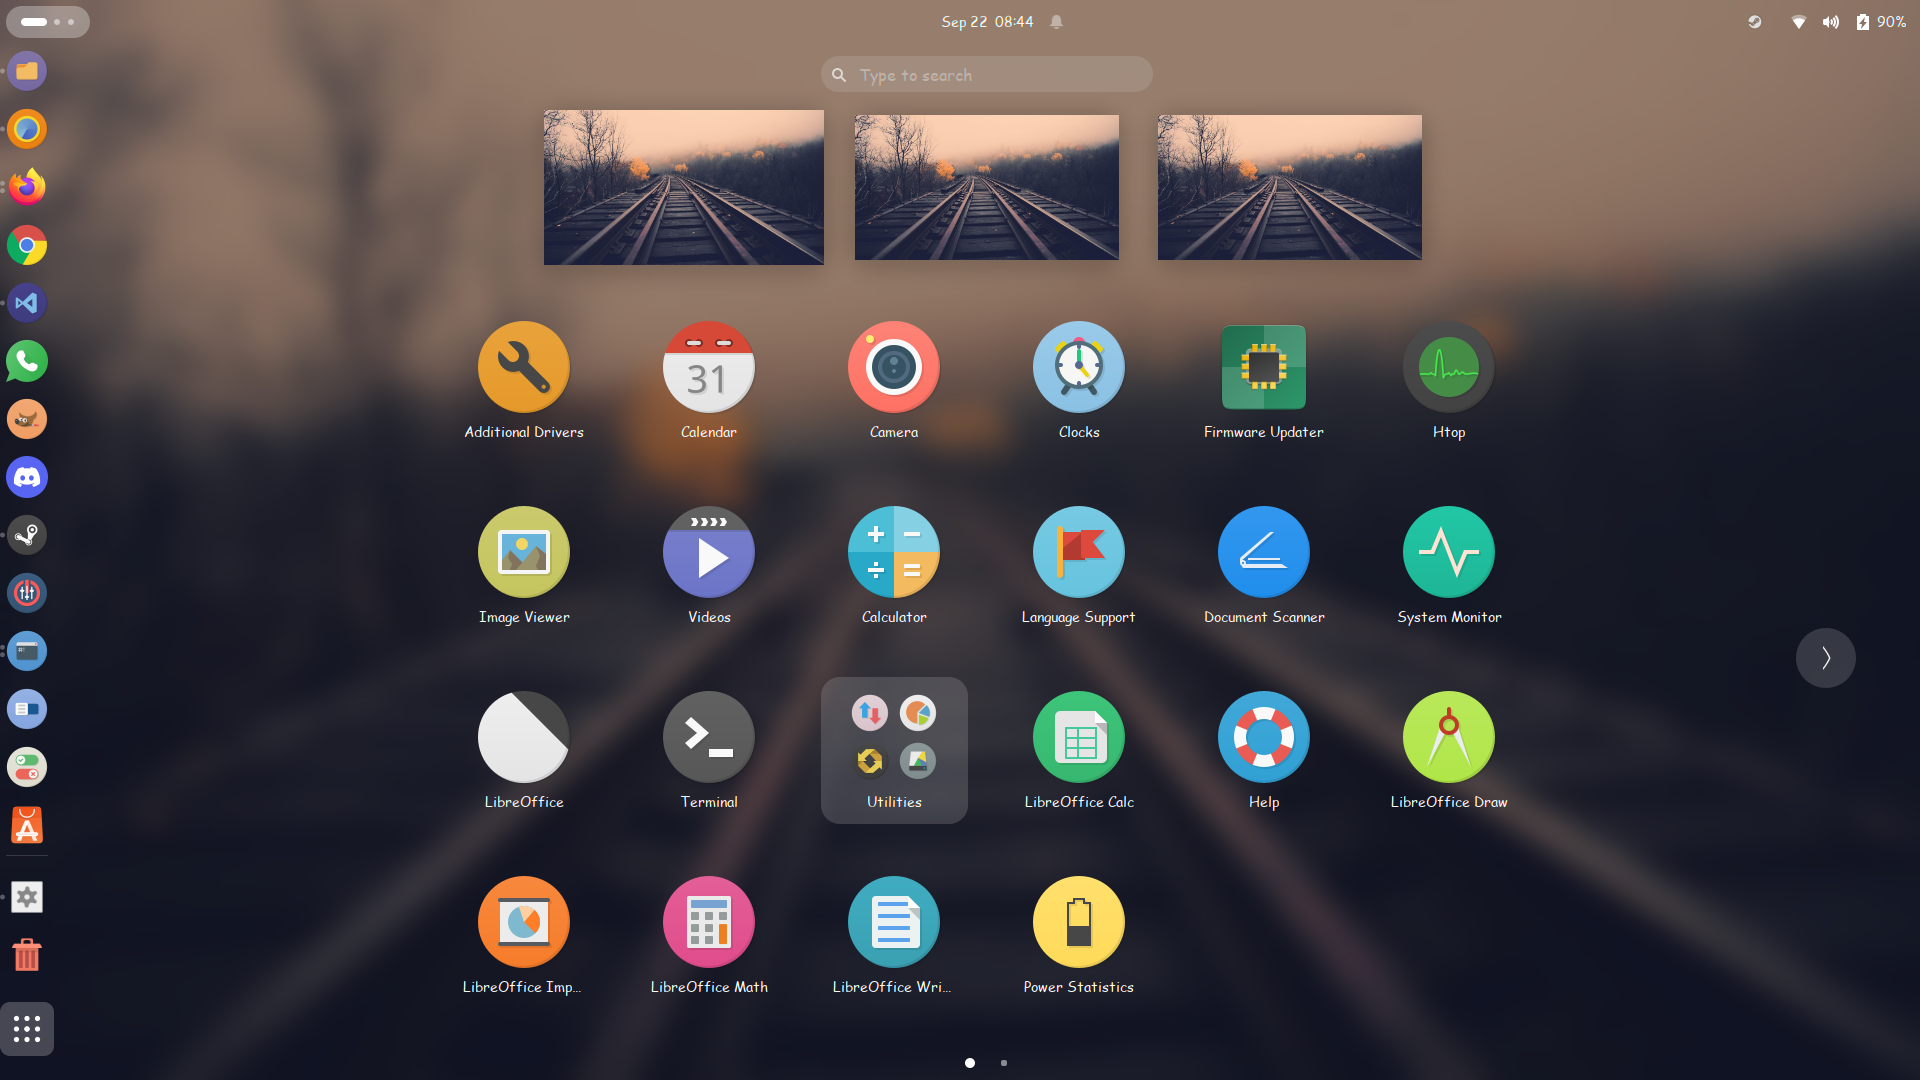 Sep 22 08:44
90%
Type to search
31
Additional Drivers
Calendar
Camera
Clocks
Firmware Updater
Htop
Image Viewer
Videos
Calculator
Language Support
Document Scanner
System Monitor
LibreOffice
Terminal
Utilities
LibreOffice Calc
Help
LibreOffice Draw
LibreOffice Imp...
LibreOffice Math
LibreOffice Wri...
Power Statistics